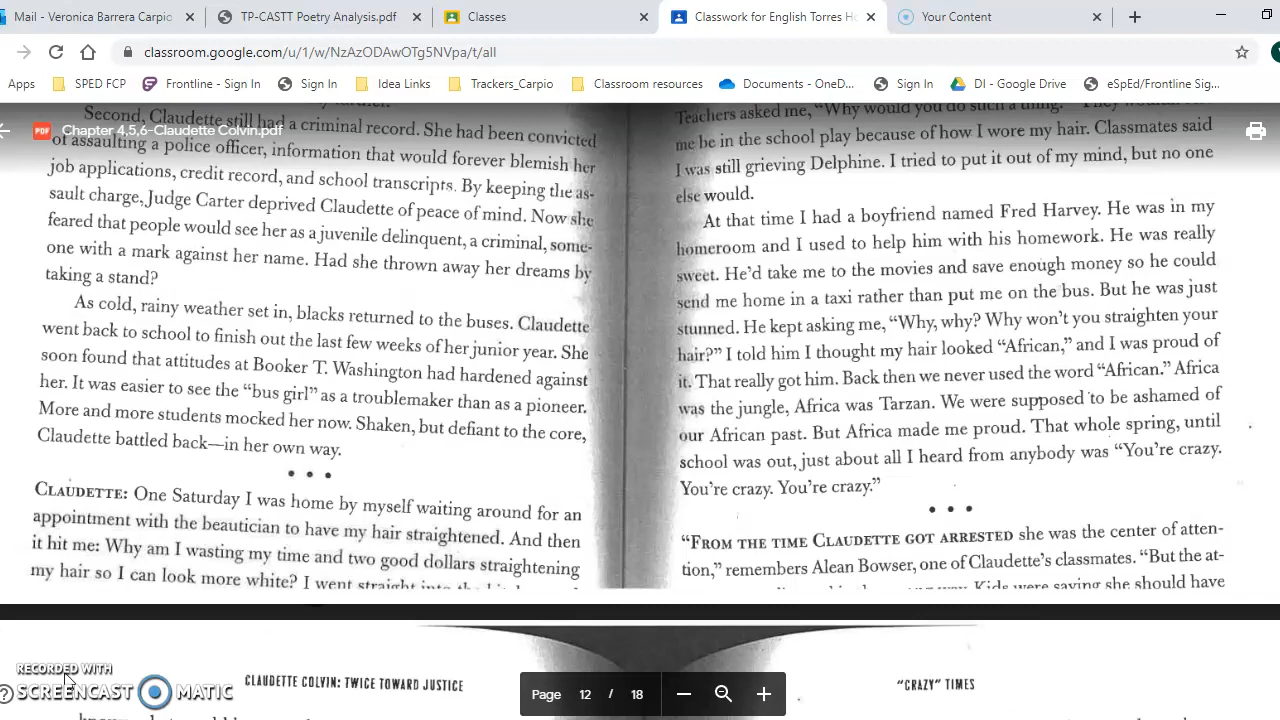 Mail - Veronica Barrera Carpio
TP-CASTT Poetry Analysis.pdf
Classes
Classwork for English Torres Ho
Your Content
classroom.google.com/u/1/w/NzAzODAwOTg5NVpa/t/all
Apps
SPED FCP
Frontline - Sign In
Sign In
Idea Links
Trackers_Carpio
Classroom resources
Documents - OneD...
Sign In
DI - Google Drive
eSpEd/Frontline Sig...
PDF
Chapter 4,5,6-Claudette Colvin.pdf
Second, Claudette still had a criminal record. She had been convicted
of assaulting a police officer, information that would forever blemish her
job applications, credit record, and school transcripts. By keeping the as-
sault charge, Judge Carter deprived Claudette of peace of mind. Now she
feared that people would see her as a juvenile delinquent, a criminal, some-
one with a mark against her name. Had she thrown away her dreams by
taking a stand?
As cold, rainy weather set in, blacks returned to the buses. Claudette
went back to school to finish out the last few weeks of her junior year. She
soon found that attitudes at Booker T. Washington had hardened against
her. It was easier to see the “bus girl” as a troublemaker than as a pioneer.
More and more students mocked her now. Shaken, but defiant to the core,
Claudette battled back—in her own way.
• • •
CLAUDETTE: One Saturday I was home by myself waiting around for an
appointment with the beautician to have my hair straightened. And then
it hit me: Why am I wasting my time and two good dollars straightening
my hair so I can look more white? I went straight into the
Teachers asked me, “Why would you do such a thing?” They
me be in the school play because of how I wore my hair. Classmates said
I was still grieving Delphine. I tried to put it out of my mind, but no one
else would.
At that time I had a boyfriend named Fred Harvey. He was in my
homeroom and I used to help him with his homework. He was really
sweet. He’d take me to the movies and save enough money so he could
send me home in a taxi rather than put me on the bus. But he was just
stunned. He kept asking me, “Why, why? Why won’t you straighten your
hair?” I told him I thought my hair looked “African,” and I was proud of
it. That really got him. Back then we never used the word “African.” Africa
was the jungle, Africa was Tarzan. We were supposed to be ashamed of
our African past. But Africa made me proud. That whole spring, until
school was out, just about all I heard from anybody was “You’re crazy.
You’re crazy. You’re crazy.”
• • •
“FROM THE TIME CLAUDETTE GOT ARRESTED she was the center of atten-
tion,” remembers Alean Bowser, one of Claudette’s classmates. “But the at-
Kids were saying she should have
CLAUDETTE COLVIN: TWICE TOWARD JUSTICE
“CRAZY” TIMES
Page 12 / 18
RECORDED WITH
SCREENCAST MATIC